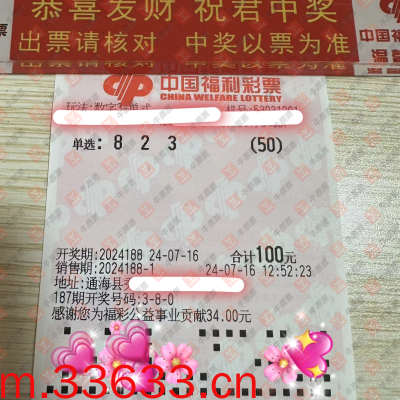 恭喜发财 祝君中奖
出票请核对 中奖以票为准
中国福利彩票
CHINA WELFARE LOTTERY
单选: 8 2 3 (50)
开奖期:2024188 24-07-16 合计100元
销售期:2024188-1 24-07-16 12:52:23
地址:通海县
187期开奖号码:3-8-0
感谢您为福彩公益事业贡献34.00元
m.33633.cn